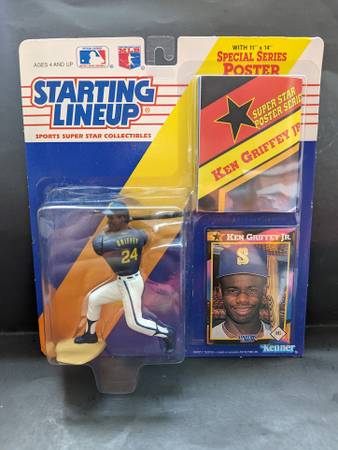 AGES 4 AND UP
MLB
WITH 11" x 14"
SPECIAL SERIES
POSTER
STARTING
LINEUP
®
SPORTS SUPER STAR COLLECTIBLES
SUPER STAR
POSTER SERIES
KEN GRIFFEY JR.
GRIFFEY
24
KEN GRIFFEY JR.
S
Kenner